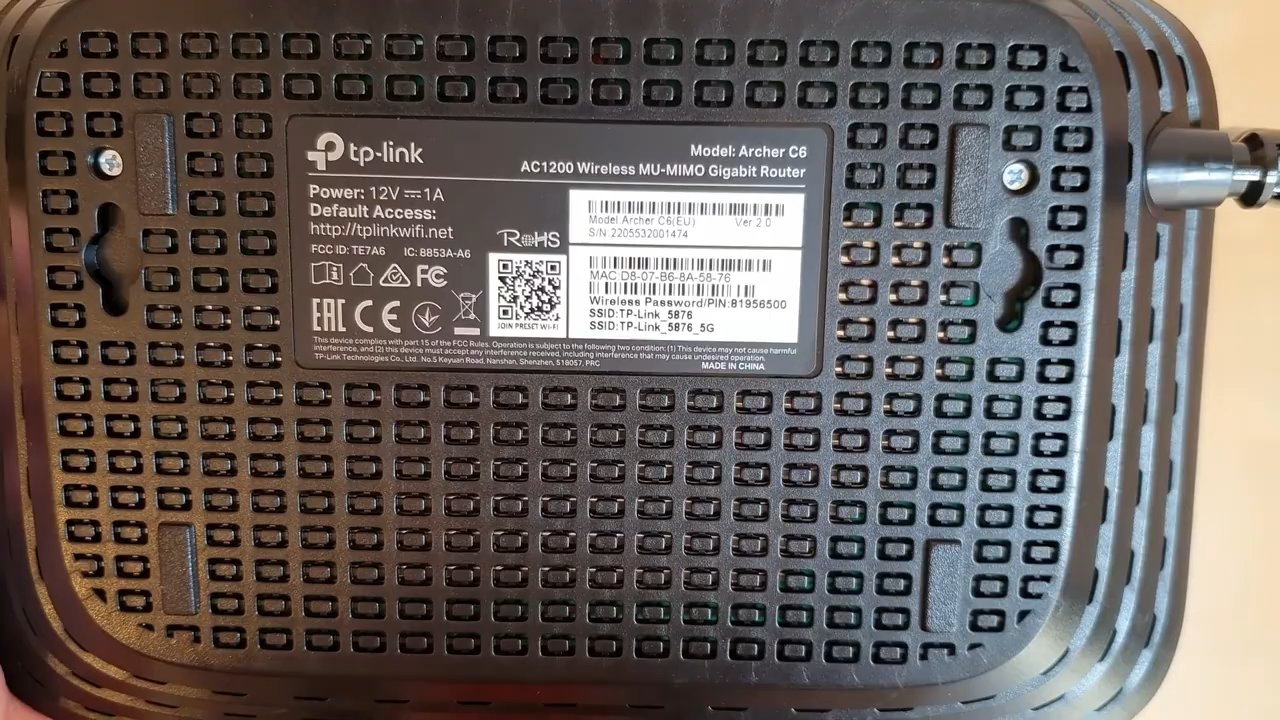 tp-link
Model: Archer C6
AC1200 Wireless MU-MIMO Gigabit Router
Power: 12V⎓1A
Default Access:
http://tplinkwifi.net
FCC ID: TE7A6 IC: 8853A-A6
RoHS
Model:Archer C6(EU) Ver:2.0
S/N:2205532001474
MAC:D8-07-B6-8A-58-76
Wireless Password/PIN:81956500
SSID:TP-Link_5876
SSID:TP-Link_5876_5G
FC
EAC CE
JOIN PRESET WI-FI
This device complies with part 15 of the FCC Rules. Operation is subject to the following two condition: (1) This device may not cause harmful
interference, and (2) this device must accept any interference received, including interference that may cause undesired operation.
TP-Link Technologies Co., Ltd. No.5 Keyuan Road, Nanshan, Shenzhen, 518057, PRC
MADE IN CHINA